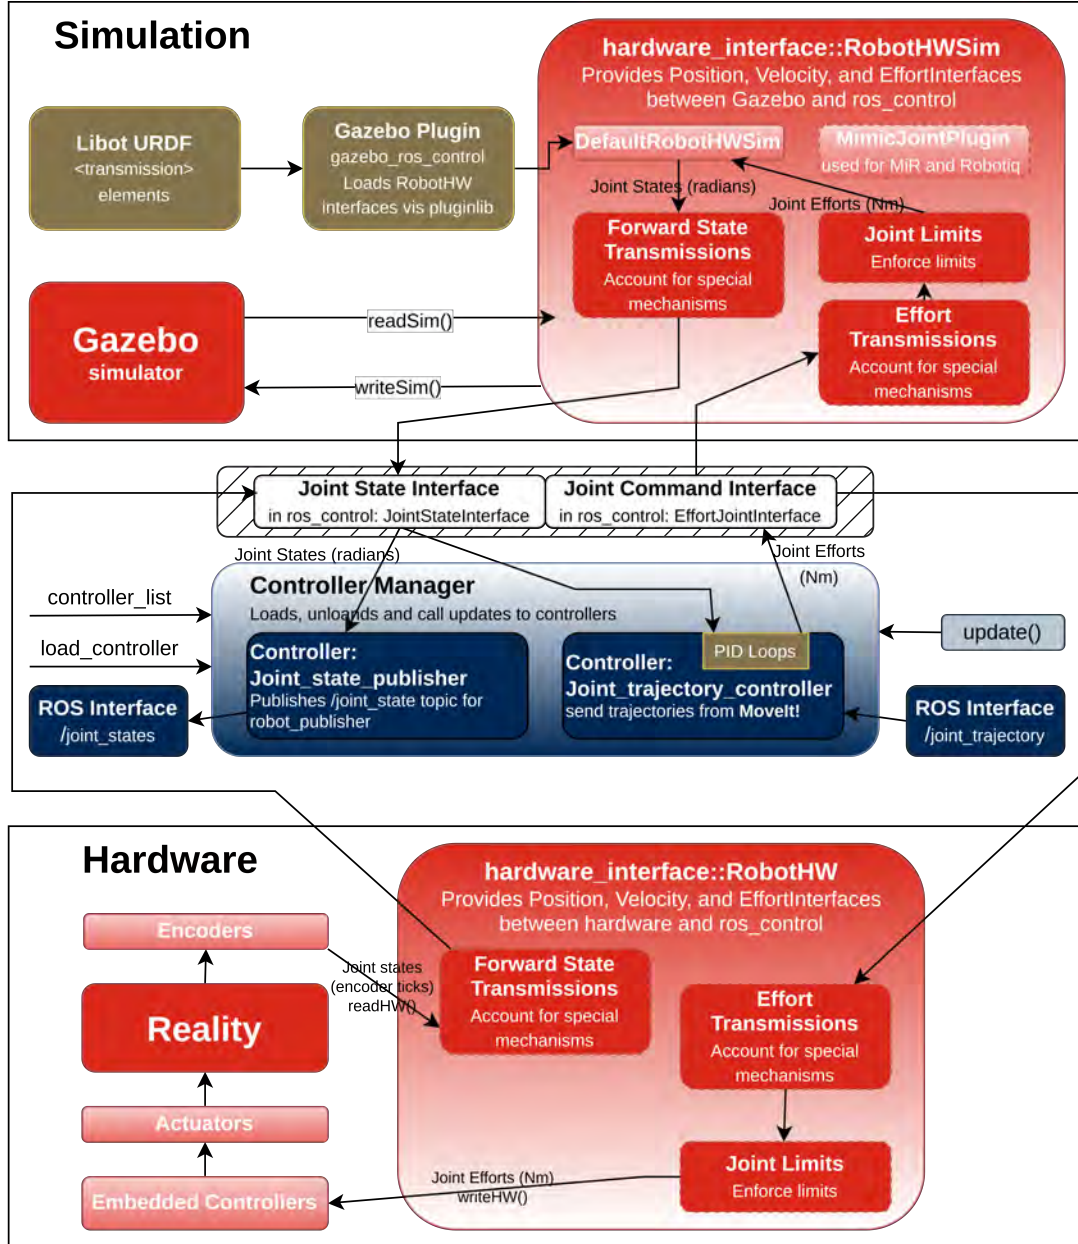 Simulation
hardware_interface::RobotHWSim
Provides Position, Velocity, and EffortInterfaces
between Gazebo and ros_control
Libot URDF
<transmission>
elements
Gazebo Plugin
gazebo_ros_control
Loads RobotHW
interfaces vis pluginlib
DefaultRobotHWSim
MimicJointPlugin
used for MiR and Robotiq
Joint States (radians)
Joint Efforts (Nm)
Forward State
Transmissions
Account for special
mechanisms
Joint Limits
Enforce limits
Effort
Transmissions
Account for special
mechanisms
Gazebo
simulator
readSim()
writeSim()
Joint State Interface
in ros_control: JointStateInterface
Joint Command Interface
in ros_control: EffortJointInterface
Joint States (radians)
Joint Efforts
(Nm)
Controller Manager
Loads, unloands and call updates to controllers
controller_list
load_controller
update()
Controller:
Joint_state_publisher
Publishes /joint_state topic for
robot_publisher
PID Loops
Controller:
Joint_trajectory_controller
send trajectories from MoveIt!
ROS Interface
/joint_states
ROS Interface
/joint_trajectory
Hardware
hardware_interface::RobotHW
Provides Position, Velocity, and EffortInterfaces
between hardware and ros_control
Encoders
Joint states
(encoder ticks)
readHW()
Forward State
Transmissions
Account for special
mechanisms
Effort
Transmissions
Account for special
mechanisms
Reality
Actuators
Embedded Controllers
Joint Efforts (Nm)
writeHW()
Joint Limits
Enforce limits